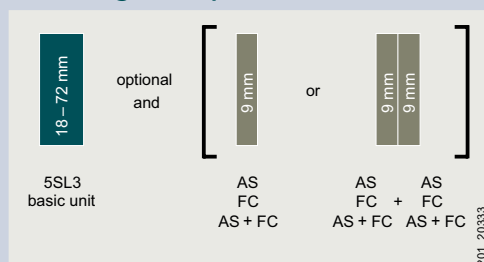 18 – 72 mm
optional
and
9 mm
or
9 mm
9 mm
5SL3
basic unit
AS
FC
AS + FC
AS AS
FC + FC
AS + FC AS + FC